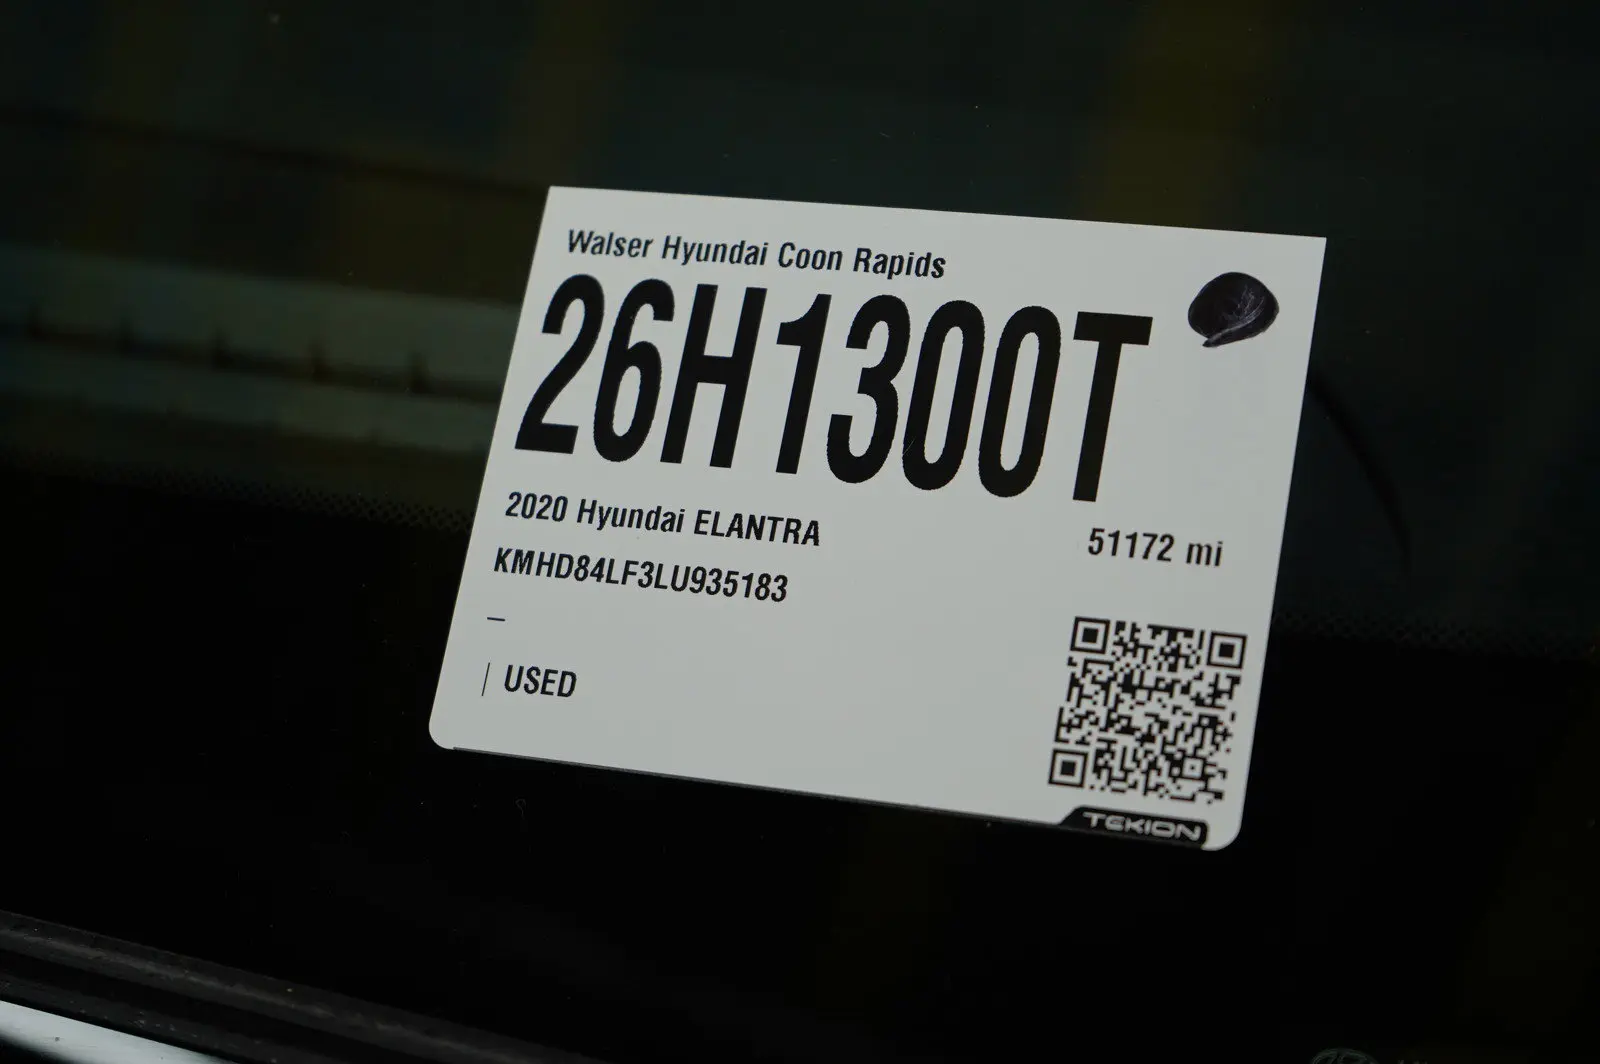 Walser Hyundai Coon Rapids
26H1300T
2020 Hyundai ELANTRA
51172 mi
KMHD84LF3LU935183
–
| USED
TEKION